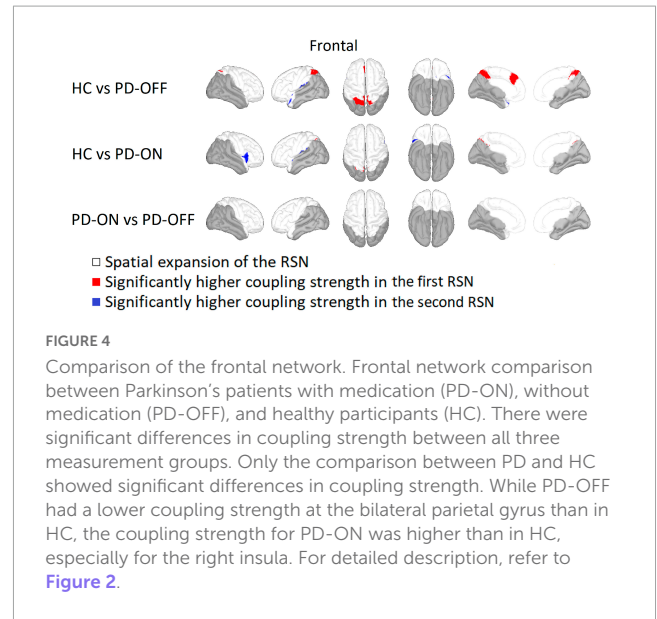 Frontal
HC vs PD-OFF
HC vs PD-ON
PD-ON vs PD-OFF
Spatial expansion of the RSN
Significantly higher coupling strength in the first RSN
Significantly higher coupling strength in the second RSN
FIGURE 4
Comparison of the frontal network. Frontal network comparison
between Parkinson's patients with medication (PD-ON), without
medication (PD-OFF), and healthy participants (HC). There were
significant differences in coupling strength between all three
measurement groups. Only the comparison between PD and HC
showed significant differences in coupling strength. While PD-OFF
had a lower coupling strength at the bilateral parietal gyrus than in
HC, the coupling strength for PD-ON was higher than in HC,
especially for the right insula. For detailed description, refer to
Figure 2.